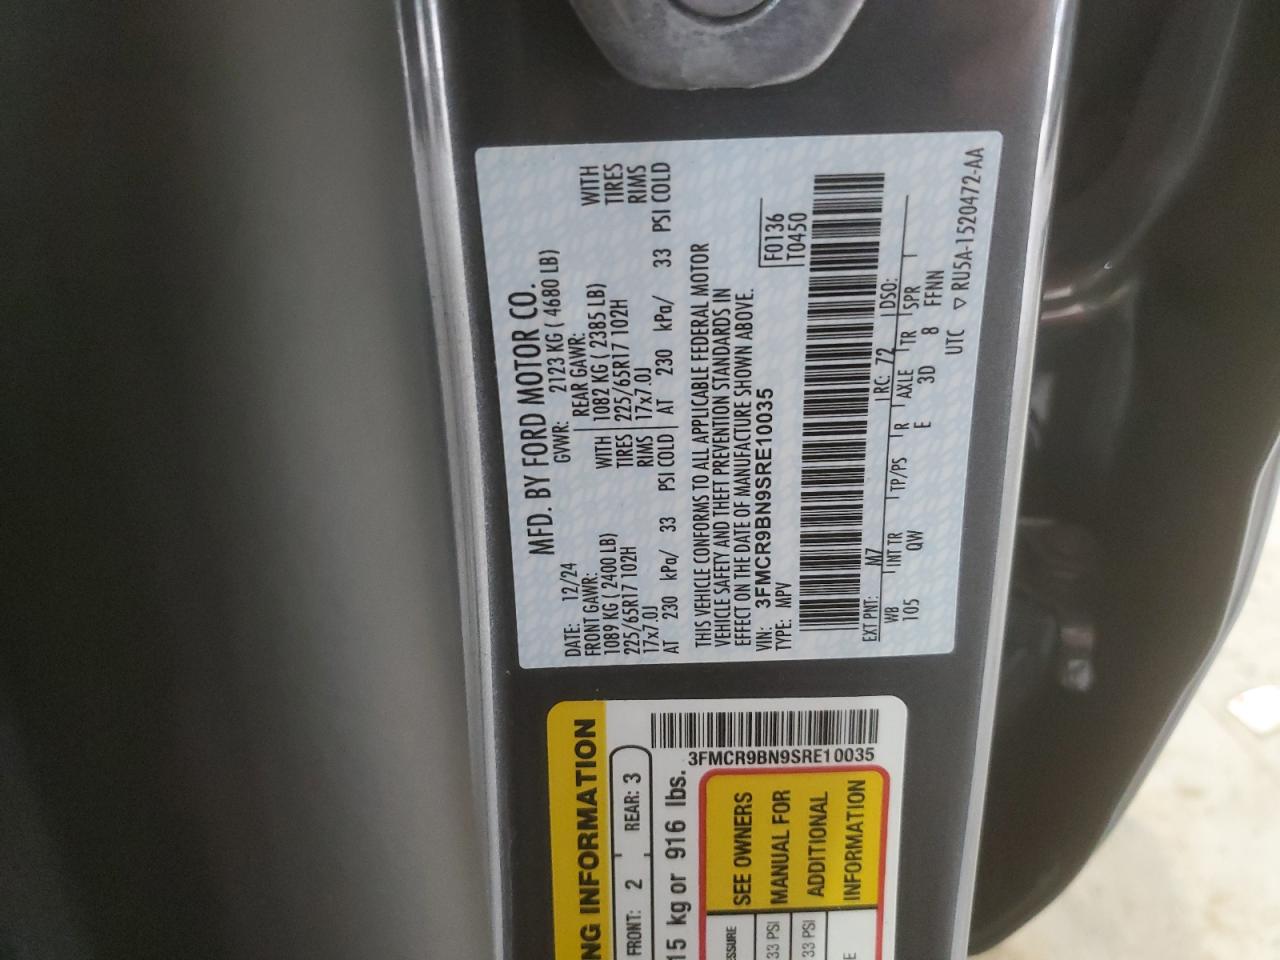 MFD. BY FORD MOTOR CO.
DATE: 12/24 GVWR: 2123 KG ( 4680 LB)
FRONT GAWR: REAR GAWR:
1089 KG ( 2400 LB) WITH 1082 KG ( 2385 LB) WITH
225/65R17 102H TIRES 225/65R17 102H TIRES
17x7.0J RIMS 17x7.0J RIMS
AT 230 kPa/ 33 PSI COLD AT 230 kPa/ 33 PSI COLD
THIS VEHICLE CONFORMS TO ALL APPLICABLE FEDERAL MOTOR
VEHICLE SAFETY AND THEFT PREVENTION STANDARDS IN
EFFECT ON THE DATE OF MANUFACTURE SHOWN ABOVE.
VIN: 3FMCR9BN9SRE10035 F0136
TYPE: MPV T0450
EXT PNT: M7 RC: 72 DSO:
WB INT TR TP/PS R AXLE TR SPR
105 QW E 3D 8 FFNN
UTC ▽ RU5A-1520472-AA
INFORMATION
FRONT: 2 REAR: 3
kg or 916 lbs.
3FMCR9BN9SRE10035
SEE OWNERS
MANUAL FOR
ADDITIONAL
INFORMATION
33 PSI
33 PSI